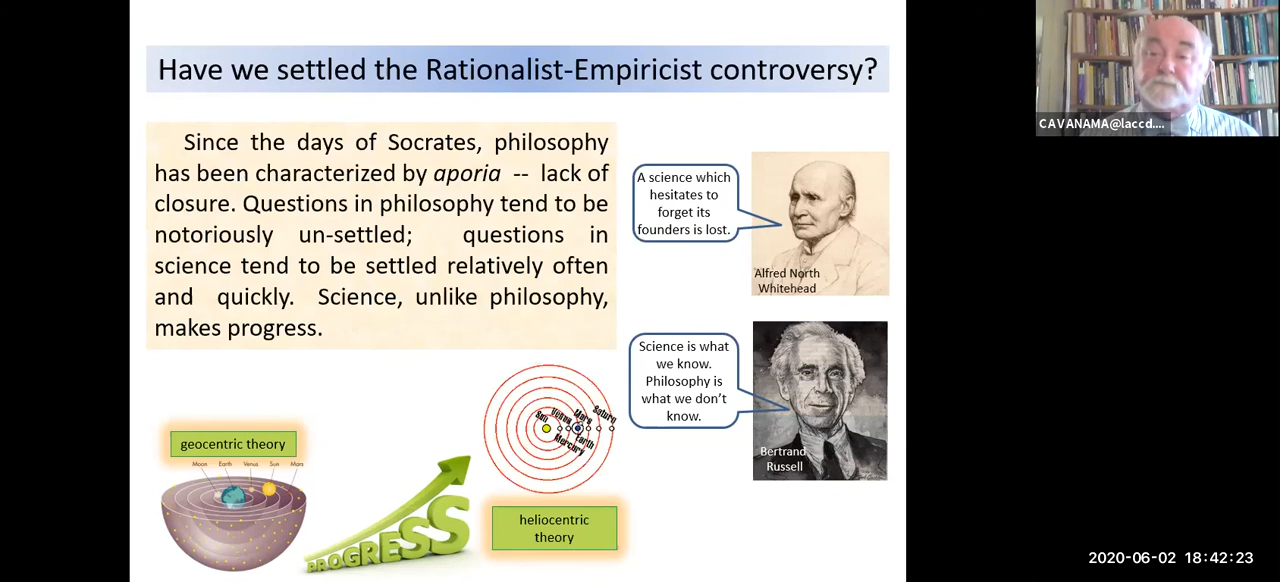 Have we settled the Rationalist-Empiricist controversy?
Since the days of Socrates, philosophy
has been characterized by aporia -- lack of
closure. Questions in philosophy tend to be
notoriously un-settled; questions in
science tend to be settled relatively often
and quickly. Science, unlike philosophy,
makes progress.
A science which
hesitates to
forget its
founders is lost.
Alfred North
Whitehead
Science is what
we know.
Philosophy is
what we don't
know.
Bertrand
Russell
geocentric theory
Moon Earth Venus Sun Mars
PROGRESS
Sun Venus Mars Saturn
Mercury Earth
heliocentric
theory
CAVANAMA@laccd....
2020-06-02 18:42:23